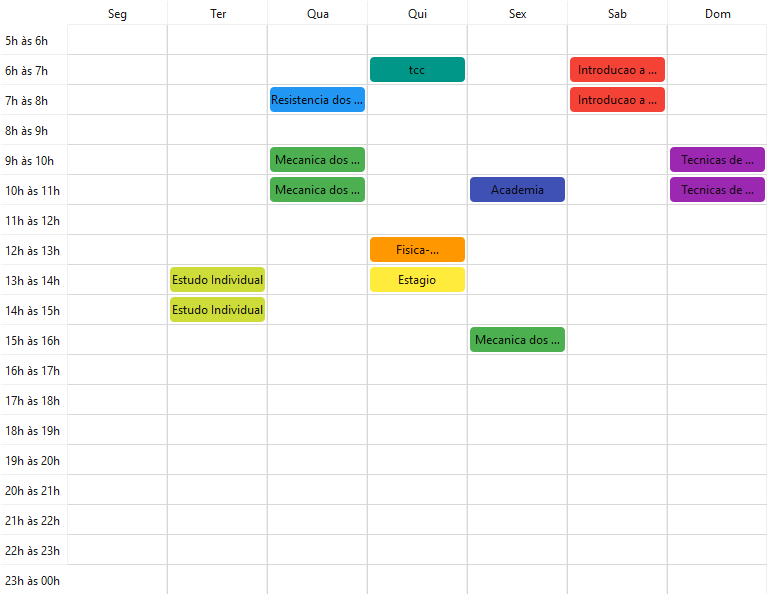 Seg Ter Qua Qui Sex Sab Dom
5h às 6h
6h às 7h tcc Introducao a ...
7h às 8h Resistencia dos ... Introducao a ...
8h às 9h
9h às 10h Mecanica dos ... Tecnicas de ...
10h às 11h Mecanica dos ... Academia Tecnicas de ...
11h às 12h
12h às 13h Fisica-...
13h às 14h Estudo Individual Estagio
14h às 15h Estudo Individual
15h às 16h Mecanica dos ...
16h às 17h
17h às 18h
18h às 19h
19h às 20h
20h às 21h
21h às 22h
22h às 23h
23h às 00h